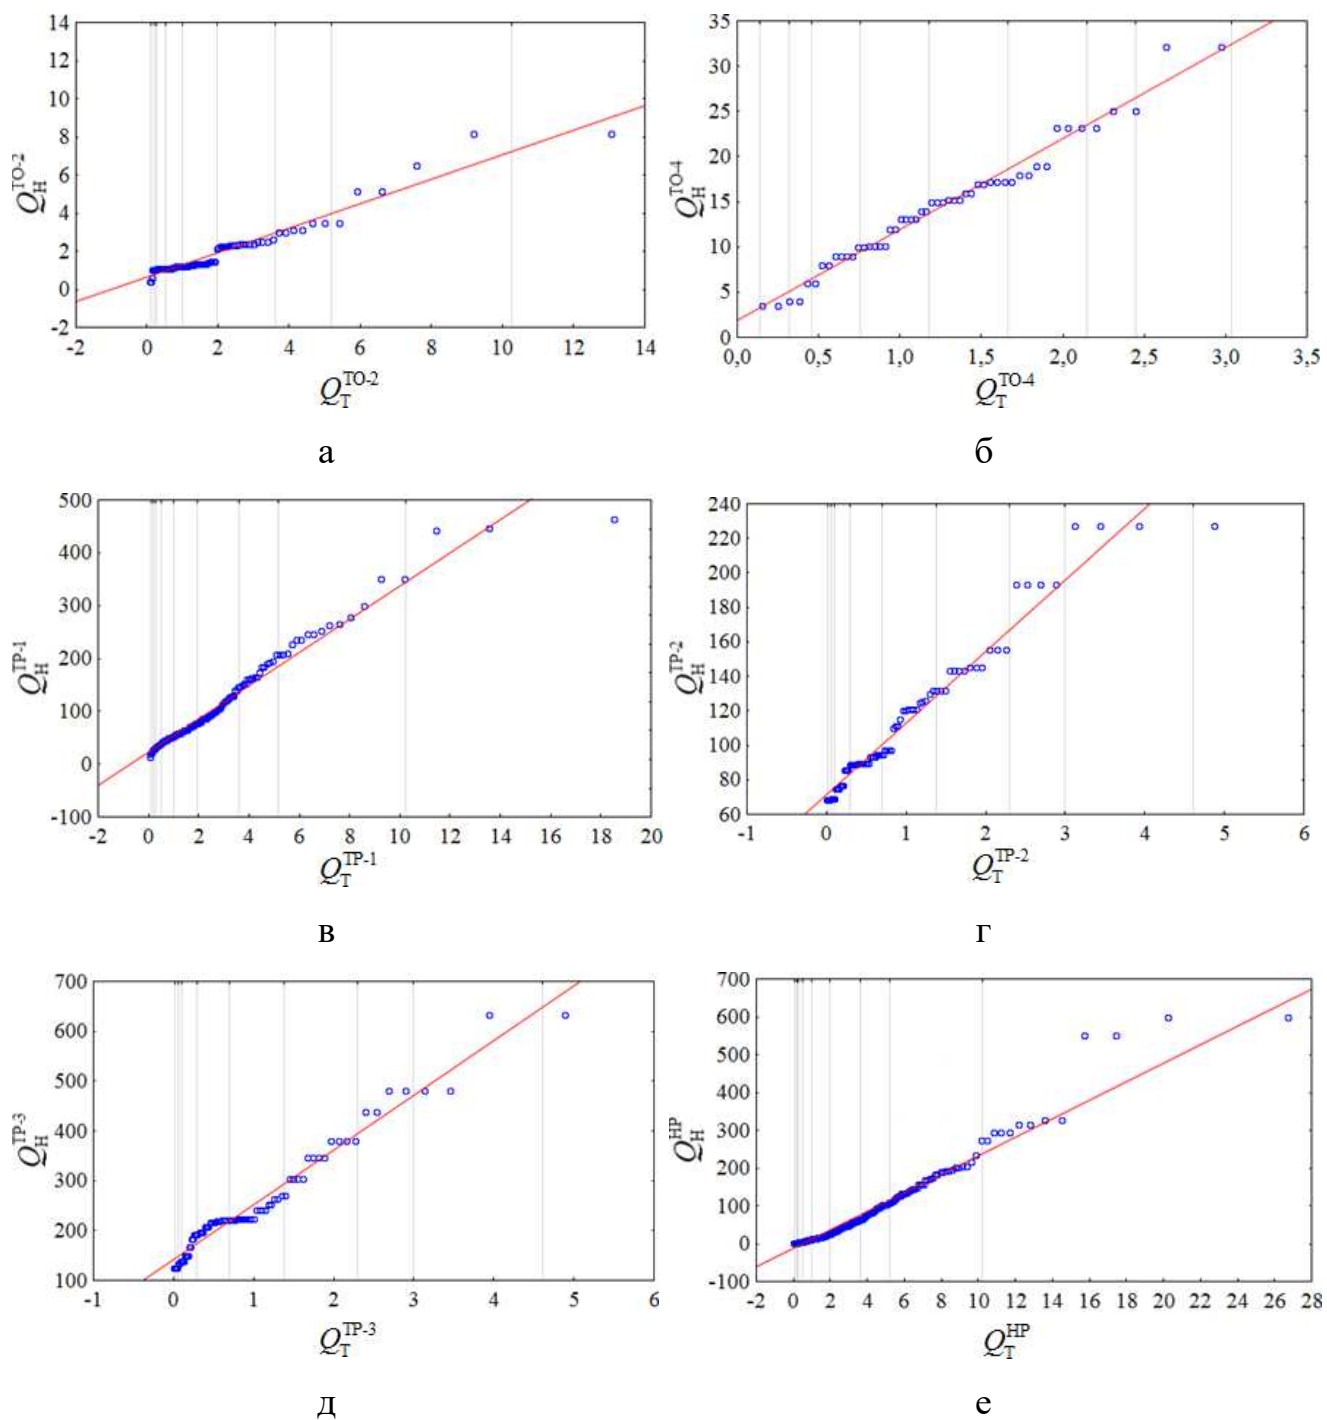 14
12
10
8
6
4
2
0
-2
-2 0 2 4 6 8 10 12 14
Q_H^TO-2
Q_T^TO-2
а
35
30
25
20
15
10
5
0
0,0 0,5 1,0 1,5 2,0 2,5 3,0 3,5
Q_H^TO-4
Q_T^TO-4
б
500
400
300
200
100
0
-100
-2 0 2 4 6 8 10 12 14 16 18 20
Q_H^TP-1
Q_T^TP-1
в
240
220
200
180
160
140
120
100
80
60
-1 0 1 2 3 4 5 6
Q_H^TP-2
Q_T^TP-2
г
700
600
500
400
300
200
100
-1 0 1 2 3 4 5 6
Q_H^TP-3
Q_T^TP-3
д
700
600
500
400
300
200
100
0
-100
-2 0 2 4 6 8 10 12 14 16 18 20 22 24 26 28
Q_H^HP
Q_T^HP
е